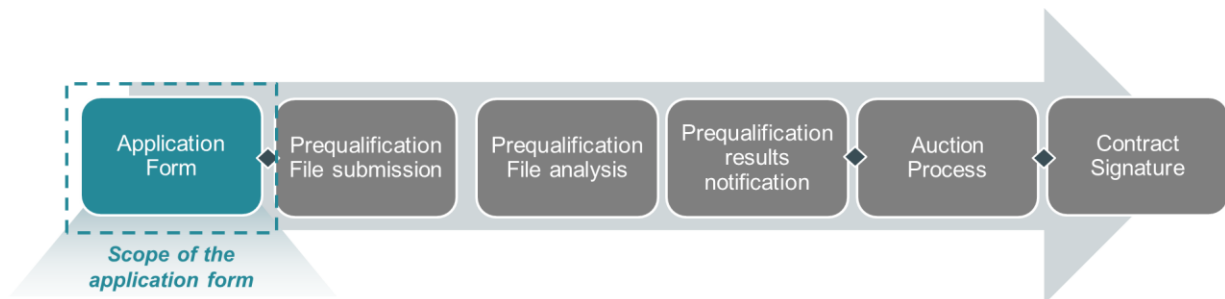 Application
Form
Prequalification
File submission
Prequalification
File analysis
Prequalification
results
notification
Auction
Process
Contract
Signature
Scope of the
application form